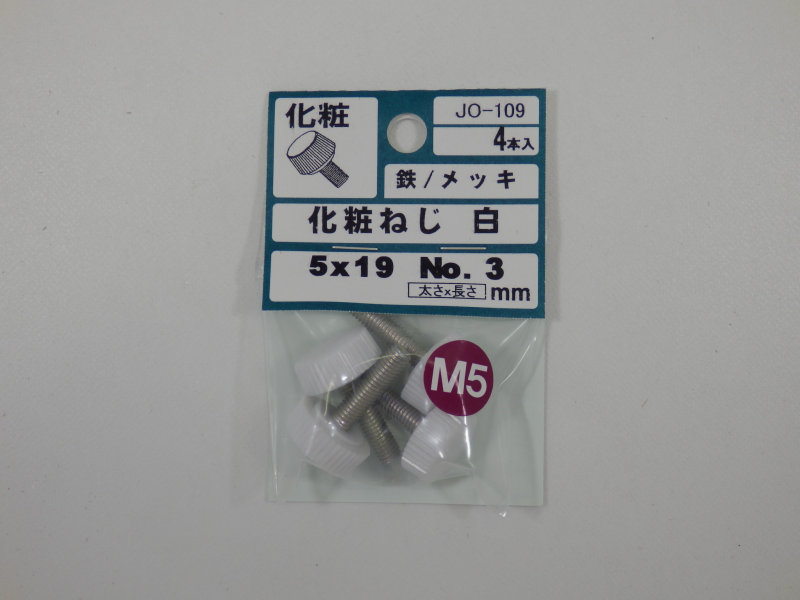 化粧
JO-109
4本入
鉄/メッキ
化粧ねじ 白
5x19 No.3
太さx長さ mm
M5